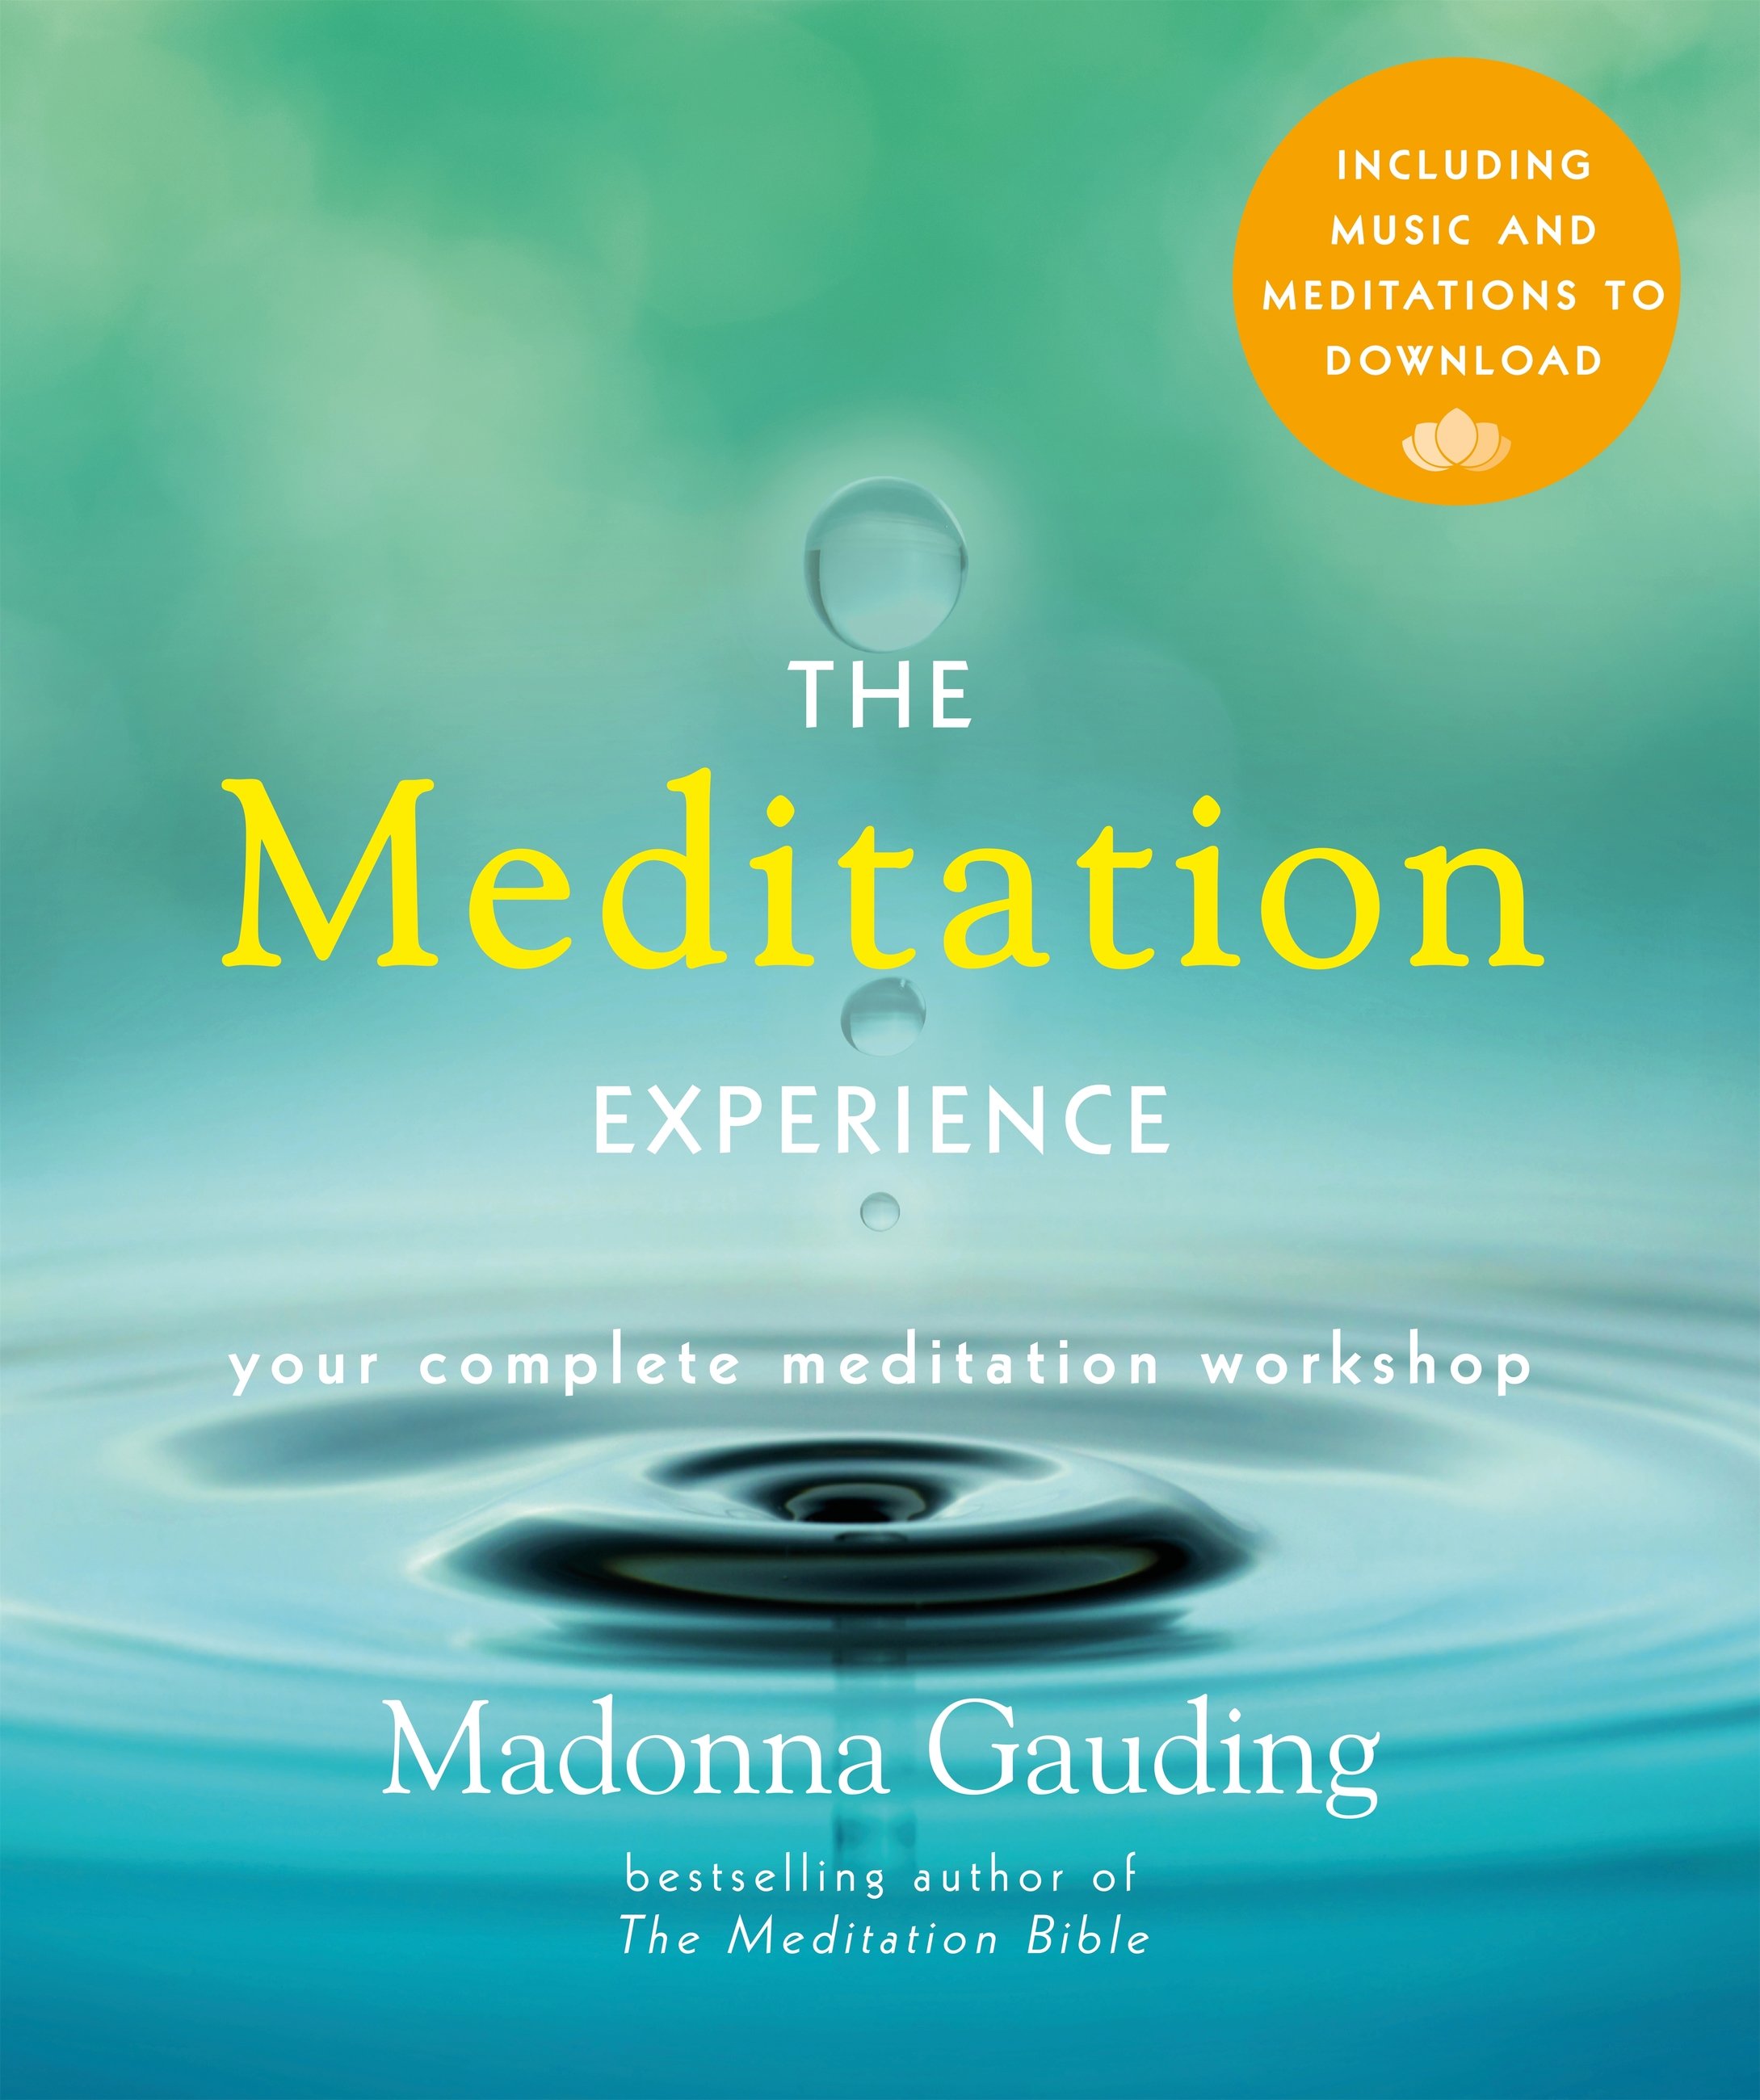 INCLUDING
MUSIC AND
MEDITATIONS TO
DOWNLOAD
THE
Meditation
EXPERIENCE
your complete meditation workshop
Madonna Gauding
bestselling author of
The Meditation Bible